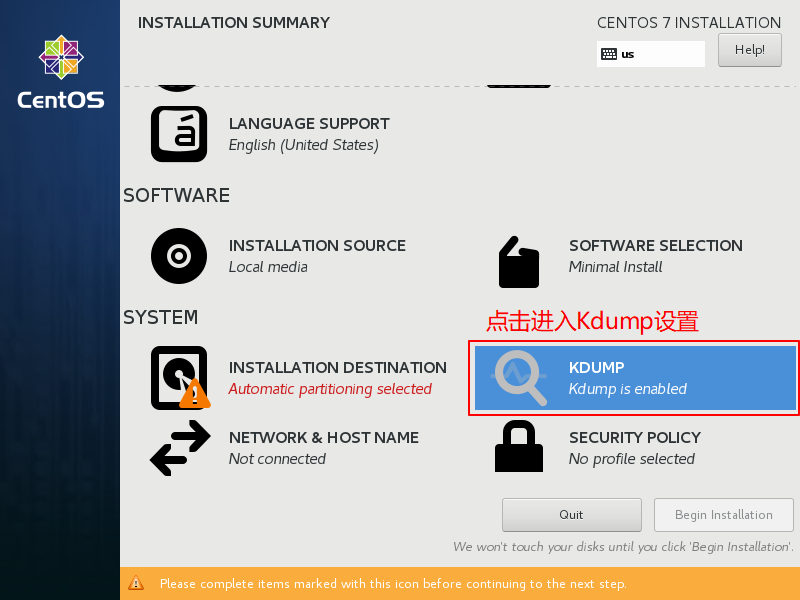 INSTALLATION SUMMARY
CENTOS 7 INSTALLATION
us
Help!
CentOS
LANGUAGE SUPPORT
English (United States)
SOFTWARE
INSTALLATION SOURCE
Local media
SOFTWARE SELECTION
Minimal Install
SYSTEM
点击进入Kdump设置
INSTALLATION DESTINATION
Automatic partitioning selected
KDUMP
Kdump is enabled
NETWORK & HOST NAME
Not connected
SECURITY POLICY
No profile selected
Quit
Begin Installation
We won't touch your disks until you click 'Begin Installation'.
Please complete items marked with this icon before continuing to the next step.